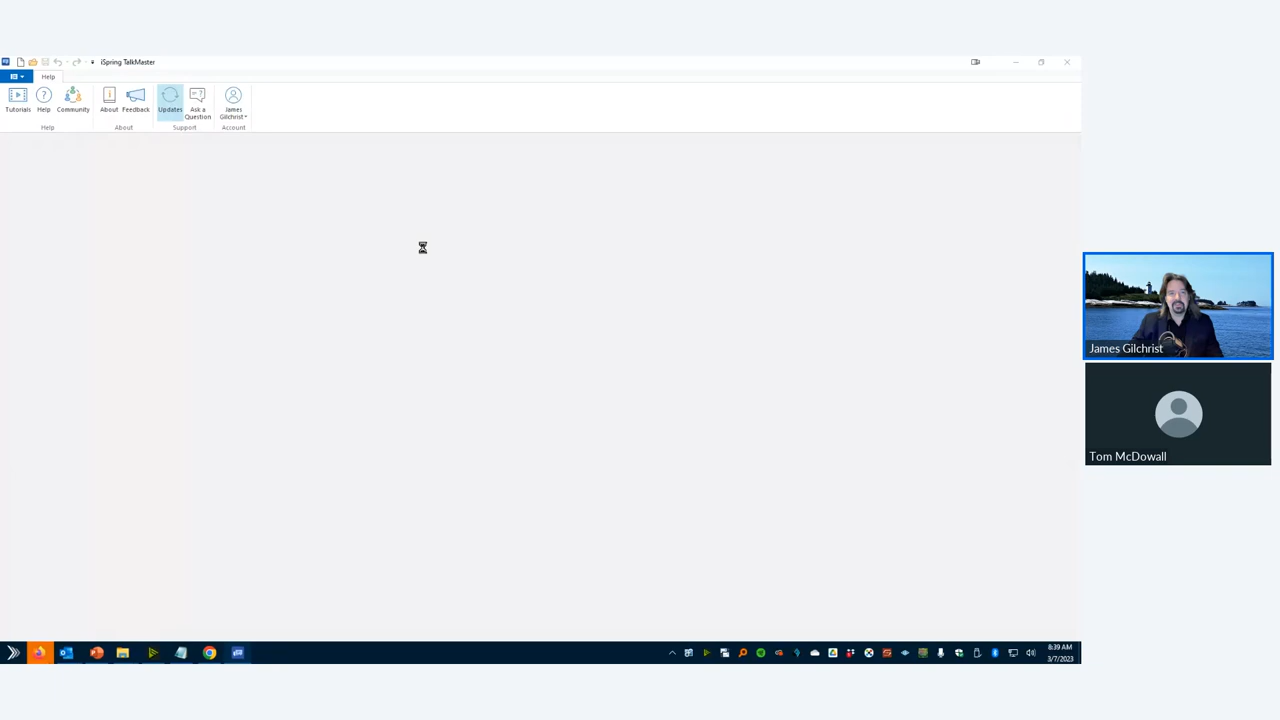 iSpring TalkMaster
Help
Tutorials
Help
Community
About
Feedback
Updates
Ask a
Question
James
Gilchrist
Help
About
Support
Account
James Gilchrist
Tom McDowall
8:39 AM
3/7/2023